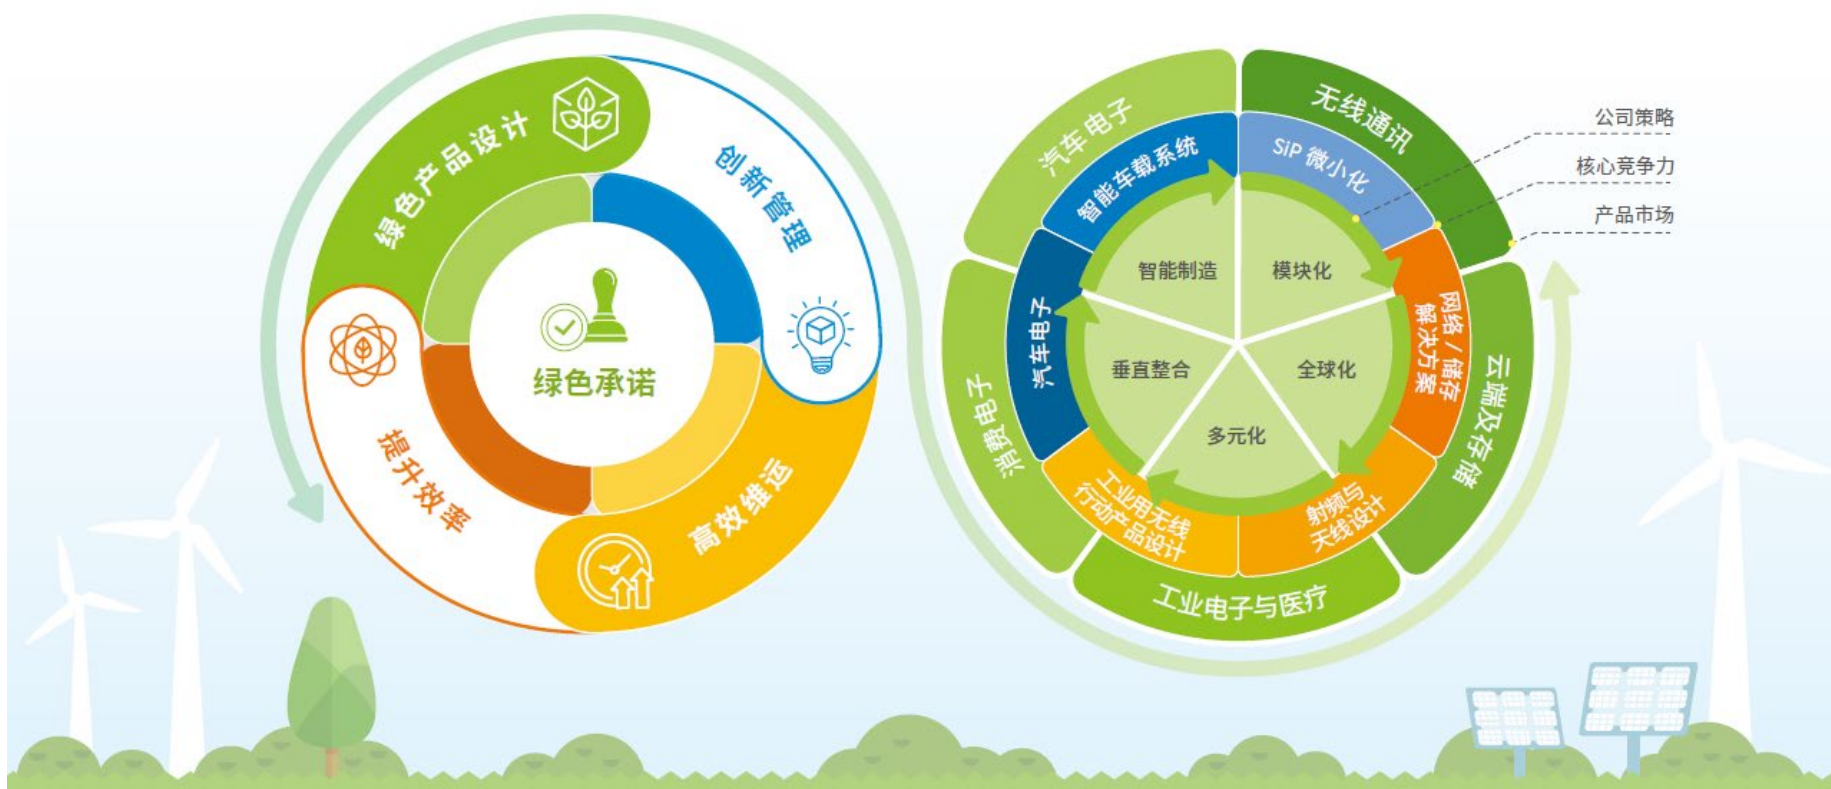 绿色产品设计
创新管理
高效维运
提升效率
绿色承诺
汽车电子
无线通讯
云端及存储
工业电子与医疗
消费电子
智能车载系统
SiP 微小化
网络 / 储存
解决方案
射频与
天线设计
工业用无线
行动产品设计
汽车电子
智能制造
模块化
全球化
多元化
垂直整合
公司策略
核心竞争力
产品市场